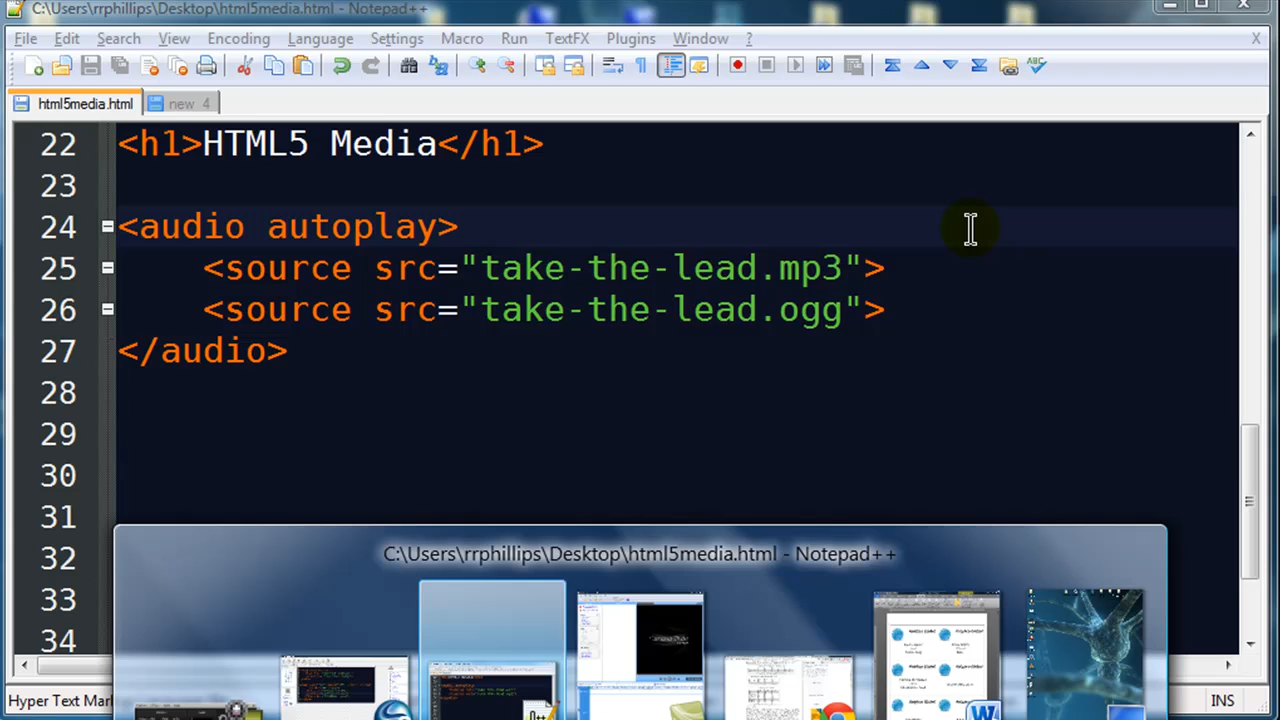 C:\Users\rrphillips\Desktop\html5media.html - Notepad++
File Edit Search View Encoding Language Settings Macro Run TextFX Plugins Window ? X
html5media.html new 4
22 <h1>HTML5 Media</h1>
23
24 <audio autoplay>
25 <source src="take-the-lead.mp3">
26 <source src="take-the-lead.ogg">
27 </audio>
28
29
30
31
32
33
34
C:\Users\rrphillips\Desktop\html5media.html - Notepad++
Hyper Text Mar INS